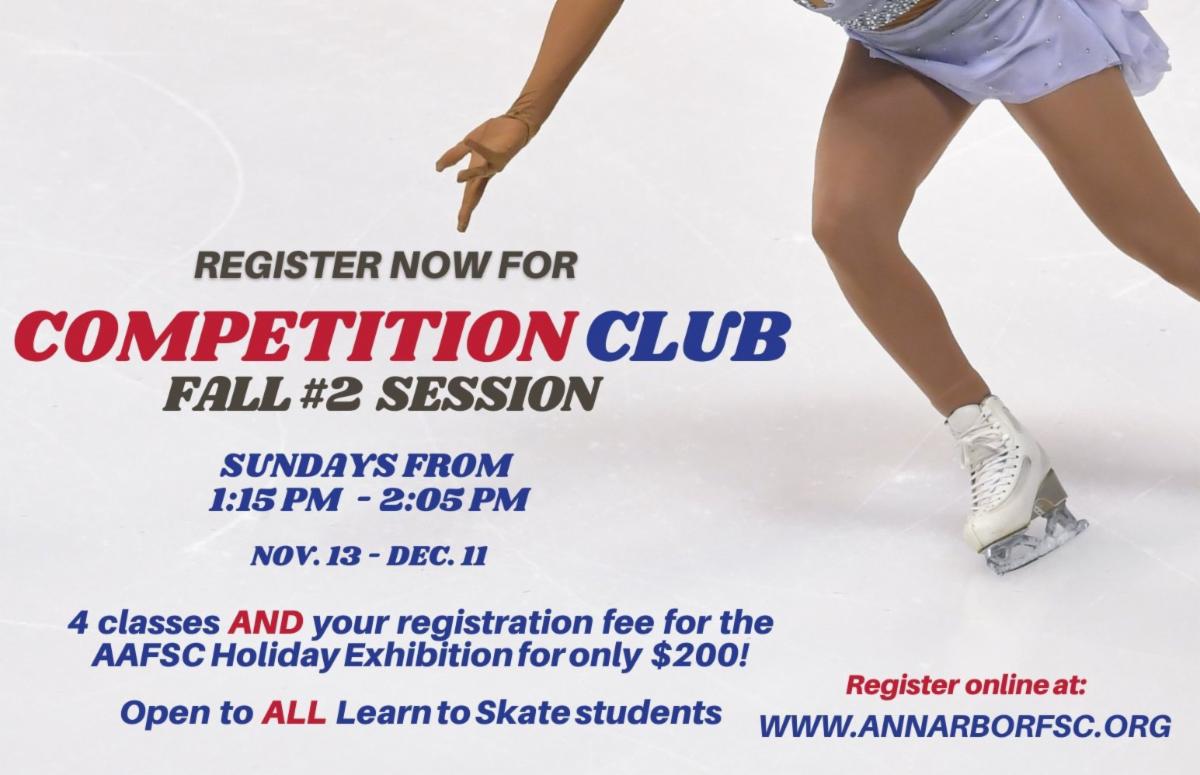 REGISTER NOW FOR
COMPETITION CLUB
FALL #2 SESSION
SUNDAYS FROM
1:15 PM - 2:05 PM
NOV. 13 - DEC. 11
4 classes AND your registration fee for the
AAFSC Holiday Exhibition for only $200!
Open to ALL Learn to Skate students
Register online at:
WWW.ANNARBORFSC.ORG